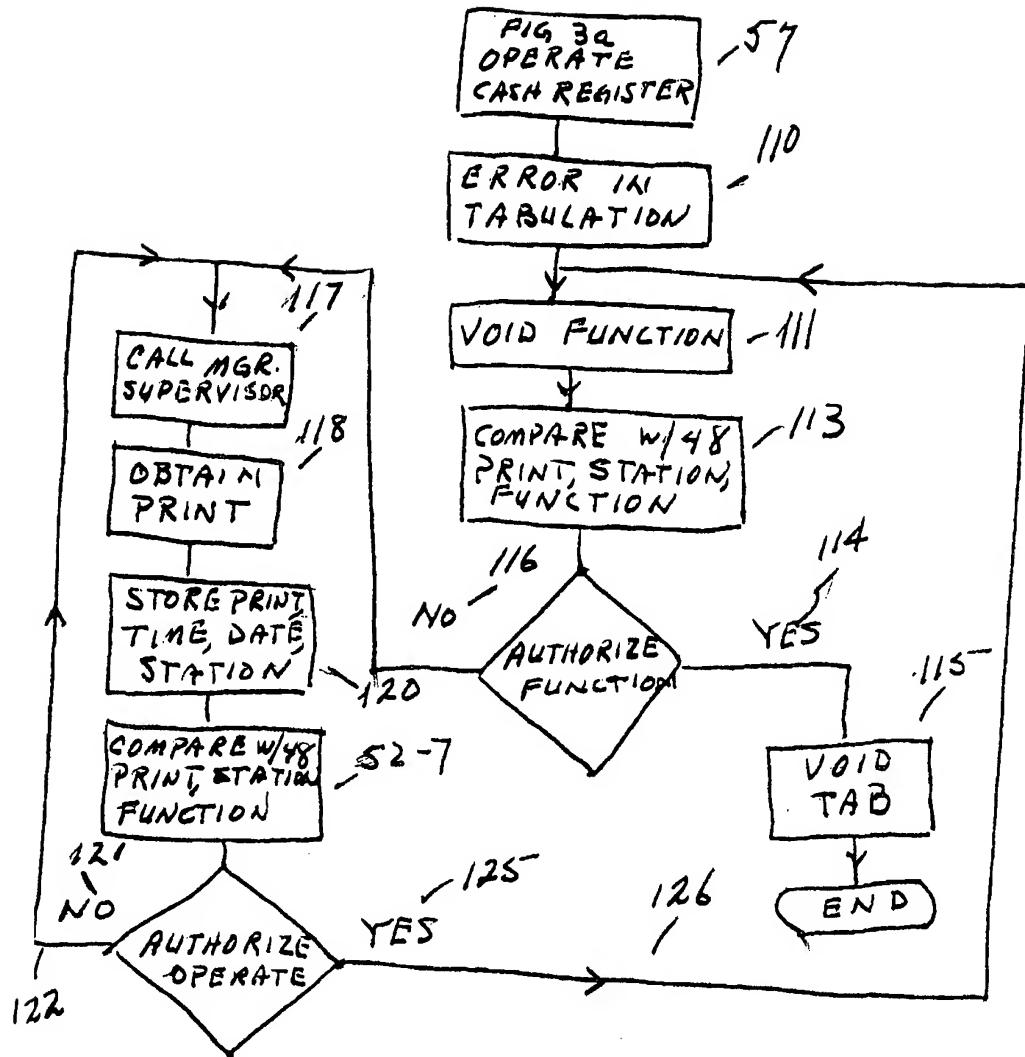 FIG 3a
OPERATE
CASH REGISTER
57
110
ERROR IN
TABULATION
VOID FUNCTION
111
COMPARE W/48
PRINT, STATION,
FUNCTION
113
116
NO
AUTHORIZE
FUNCTION
114
YES
115
VOID
TAB
END
117
CALL MGR.
SUPERVISOR
118
OBTAIN
PRINT
STORE PRINT,
TIME, DATE,
STATION
120
COMPARE W/48
PRINT, STATION
FUNCTION
52-7
121
NO
122
AUTHORIZE
OPERATE
125
YES
126